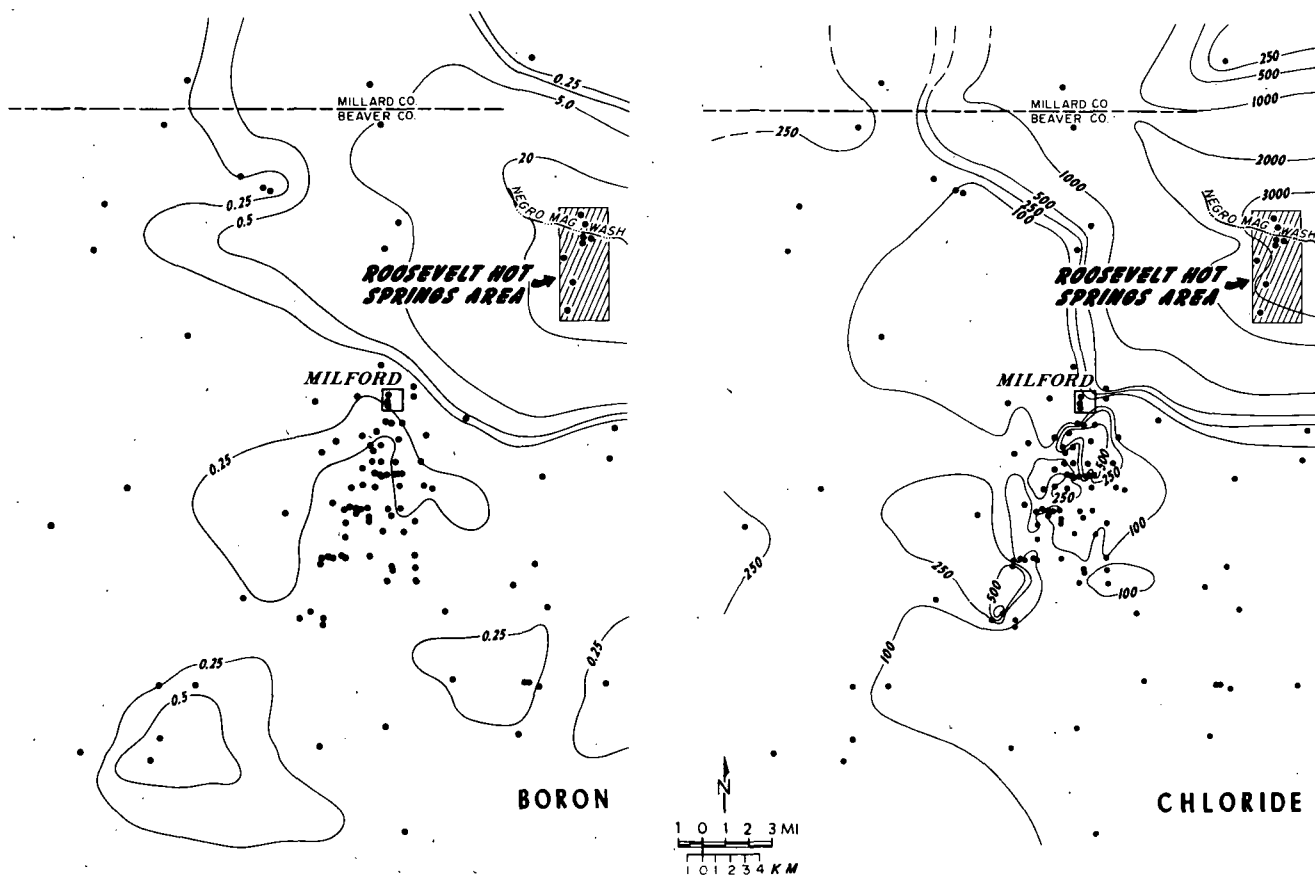 0.25
5.0
MILLARD CO.
BEAVER CO.
20
0.25
0.5
NEGRO MAG WASH
ROOSEVELT HOT
SPRINGS AREA
MILFORD
0.25
0.25
0.25
0.25
0.5
BORON
250
500
1000
MILLARD CO
BEAVER CO.
250
2000
1000
3000
500
250
100
NEGRO MAG WASH
ROOSEVELT HOT
SPRINGS AREA
MILFORD
500
250
250
100
250
250
500
100
100
N
1 0 1 2 3 MI
1 0 1 2 3 4 KM
CHLORIDE